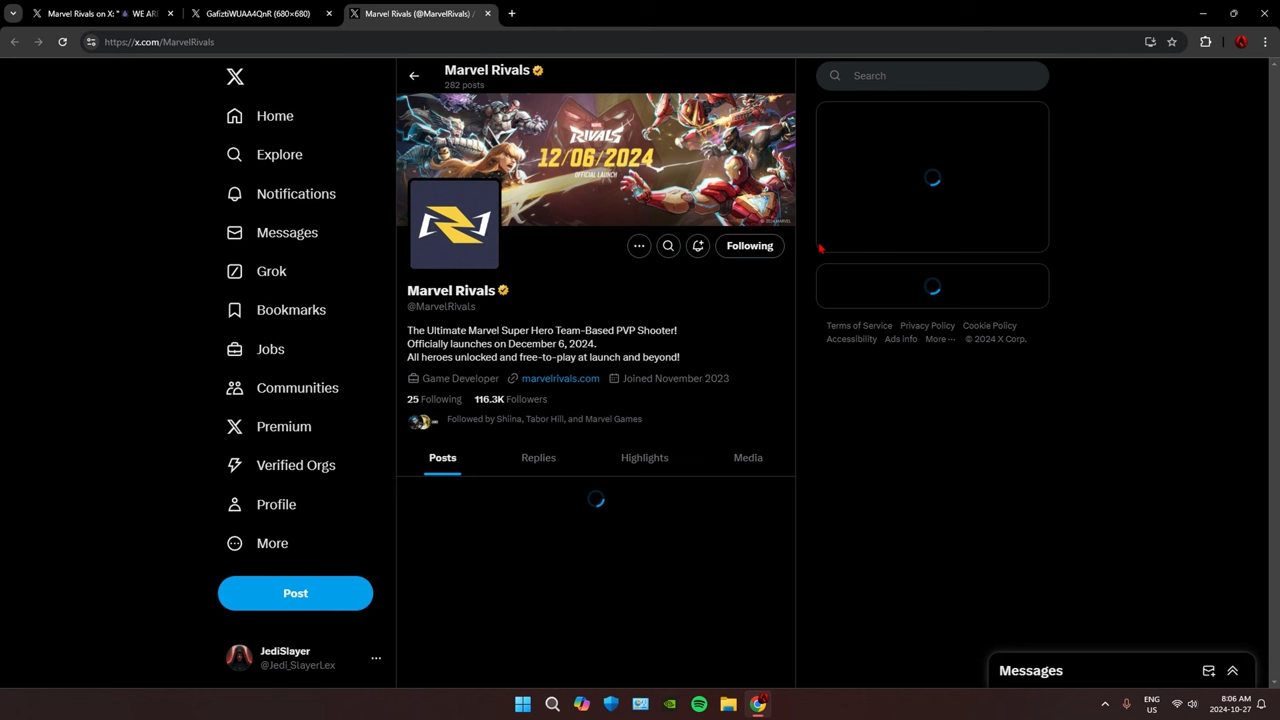 Marvel Rivals on X: "🔮 WE ARE
GafiztiWUAA4QnR (680×680)
Marvel Rivals (@MarvelRivals) /
https://x.com/MarvelRivals
Home
Explore
Notifications
Messages
Grok
Bookmarks
Jobs
Communities
Premium
Verified Orgs
Profile
More
Post
JediSlayer
@Jedi_SlayerLex
Marvel Rivals
282 posts
MARVEL
RIVALS
12/06/2024
OFFICIAL LAUNCH
© 2024 MARVEL
Following
Marvel Rivals
@MarvelRivals
The Ultimate Marvel Super Hero Team-Based PVP Shooter!
Officially launches on December 6, 2024.
All heroes unlocked and free-to-play at launch and beyond!
Game Developer marvelrivals.com Joined November 2023
25 Following 116.3K Followers
Followed by Shiina, Tabor Hill, and Marvel Games
Posts Replies Highlights Media
Search
Terms of Service Privacy Policy Cookie Policy
Accessibility Ads info More ··· © 2024 X Corp.
Messages
ENG
US
8:06 AM
2024-10-27